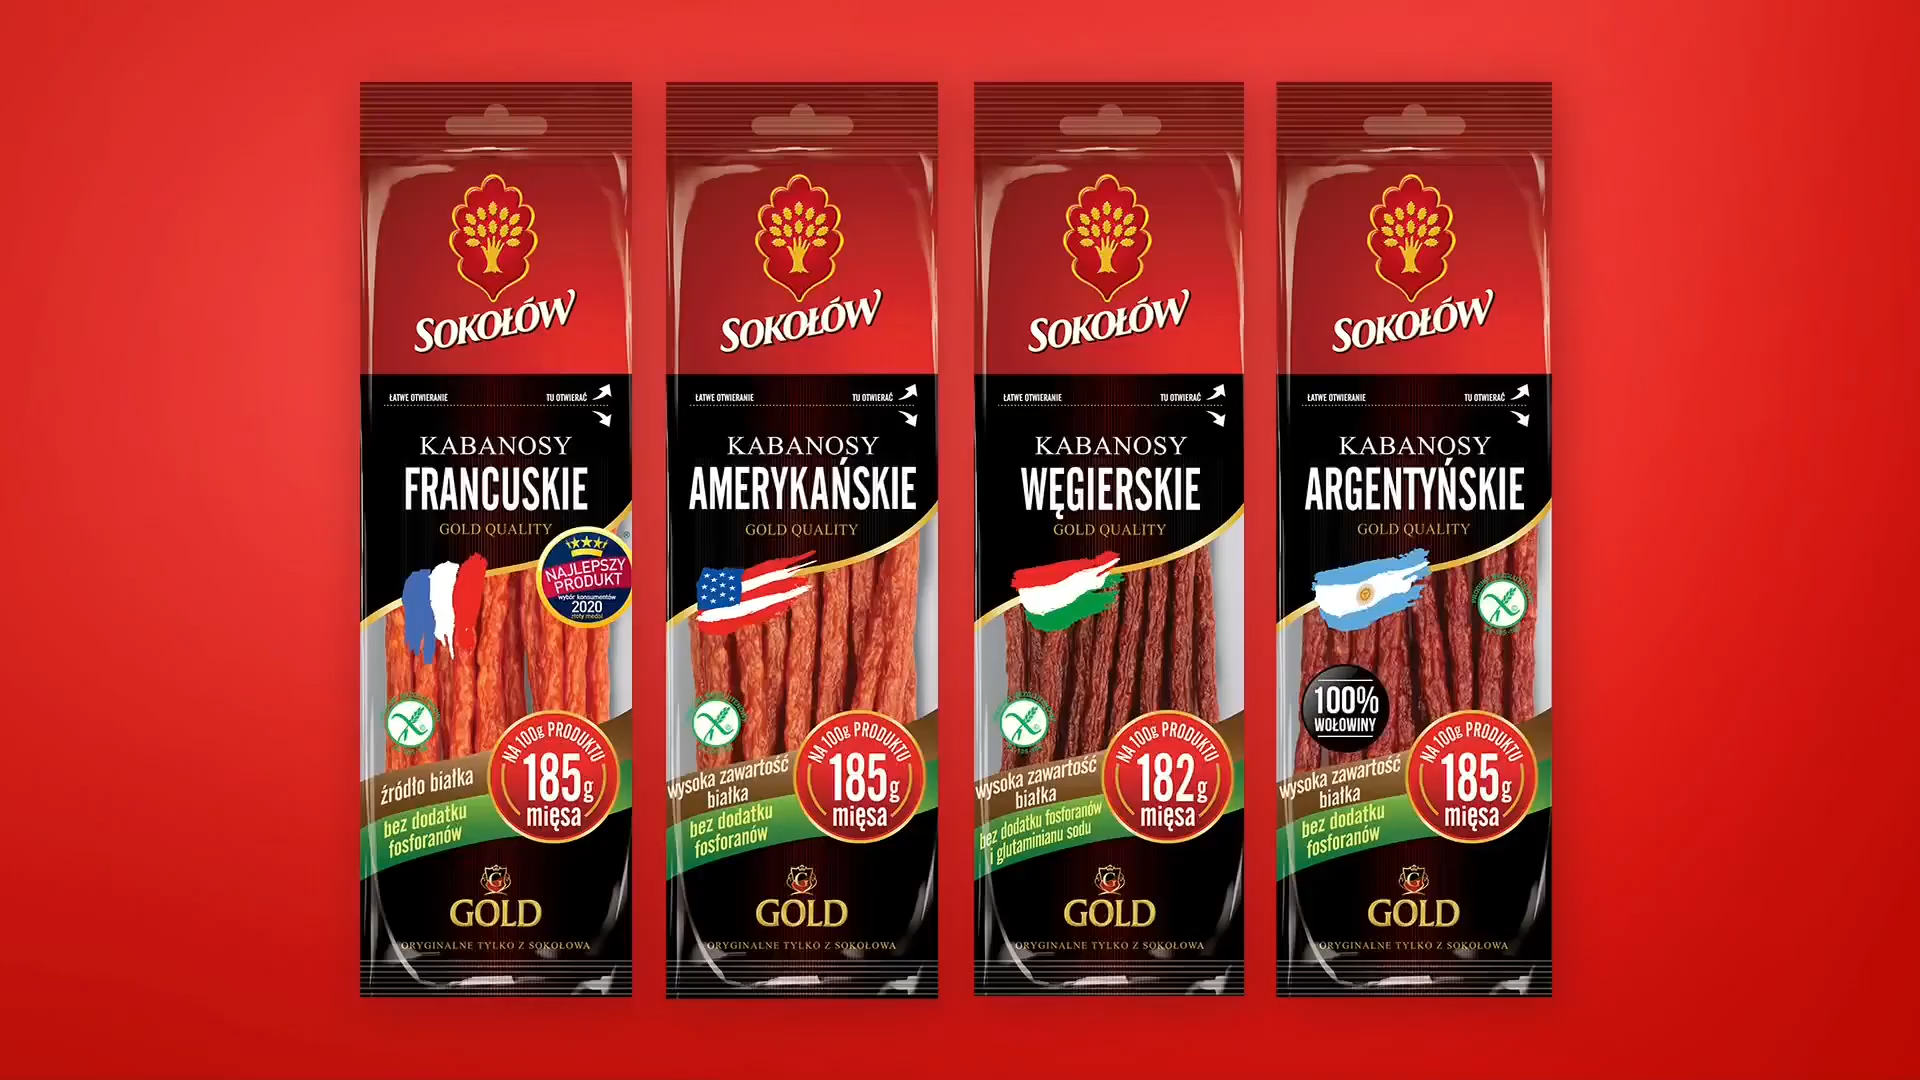 SOKOŁÓW
ŁATWE OTWIERANIE
TU OTWIERAĆ
KABANOSY
FRANCUSKIE
GOLD QUALITY
NAJLEPSZY
PRODUKT
wybór konsumentów
2020
złoty medal
NA 100g PRODUKTU
185g
mięsa
źródło białka
bez dodatku
fosforanów
G
GOLD
ORYGINALNE TYLKO Z SOKOŁOWA
SOKOŁÓW
ŁATWE OTWIERANIE
TU OTWIERAĆ
KABANOSY
AMERYKAŃSKIE
GOLD QUALITY
NA 100g PRODUKTU
185g
mięsa
wysoka zawartość
białka
bez dodatku
fosforanów
G
GOLD
ORYGINALNE TYLKO Z SOKOŁOWA
SOKOŁÓW
ŁATWE OTWIERANIE
TU OTWIERAĆ
KABANOSY
WĘGIERSKIE
GOLD QUALITY
NA 100g PRODUKTU
182g
mięsa
wysoka zawartość
białka
bez dodatku fosforanów
i glutaminianu sodu
G
GOLD
ORYGINALNE TYLKO Z SOKOŁOWA
SOKOŁÓW
ŁATWE OTWIERANIE
TU OTWIERAĆ
KABANOSY
ARGENTYŃSKIE
GOLD QUALITY
100%
WOŁOWINY
NA 100g PRODUKTU
185g
mięsa
wysoka zawartość
białka
bez dodatku
fosforanów
G
GOLD
ORYGINALNE TYLKO Z SOKOŁOWA